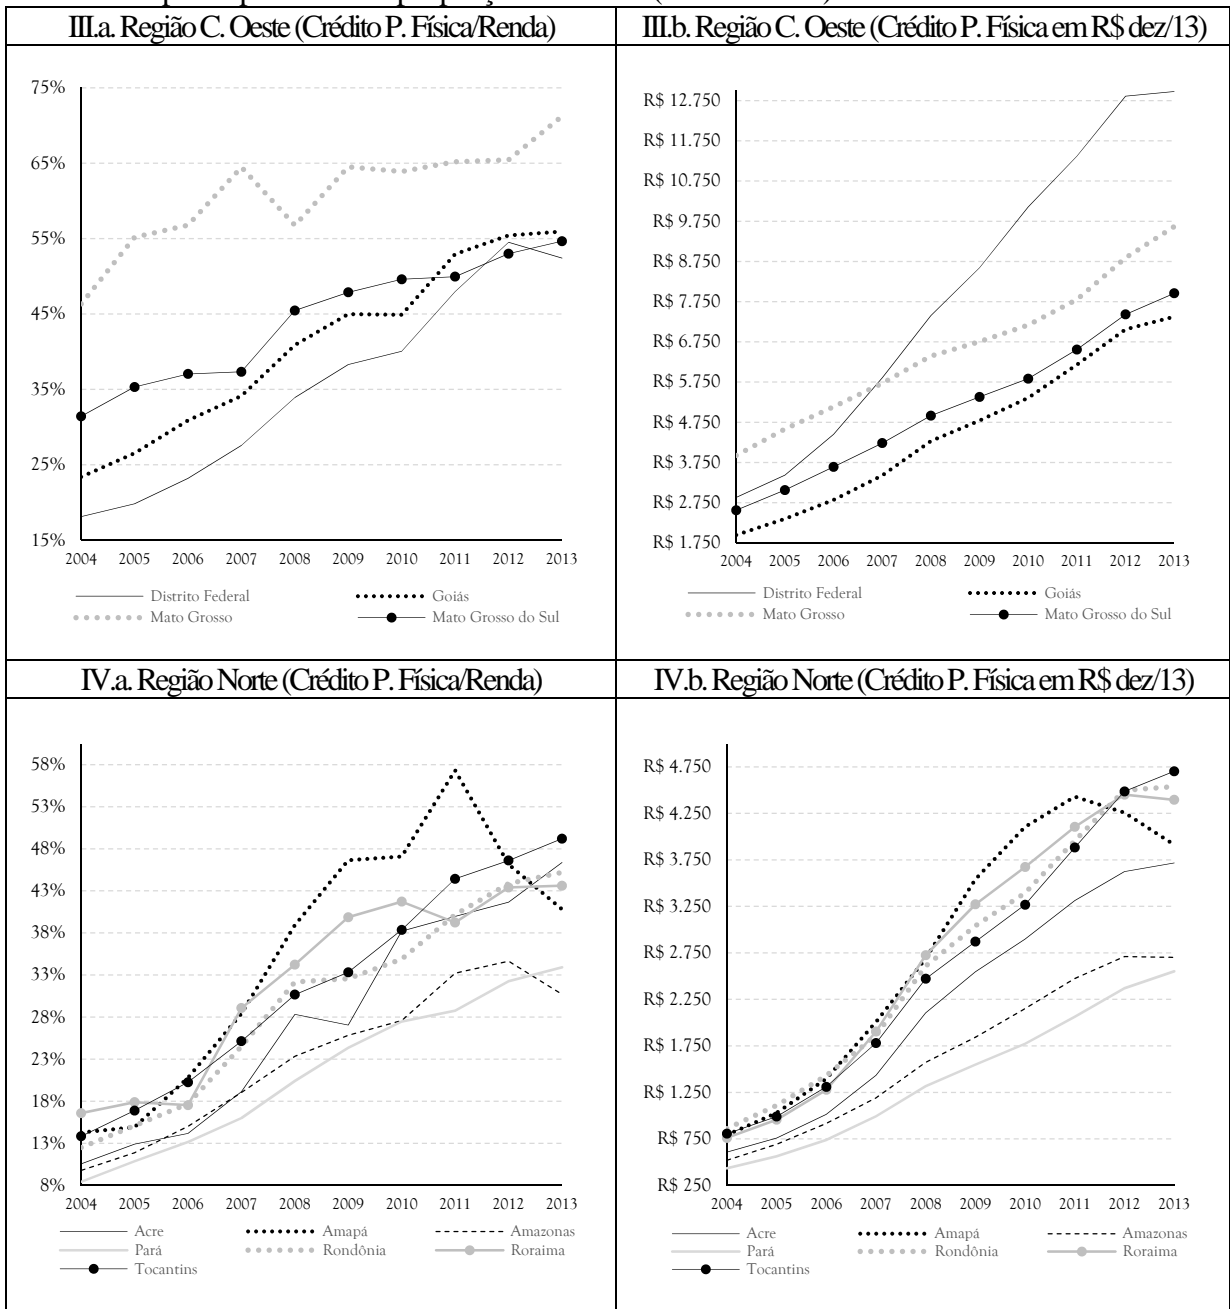 III.a. Região C. Oeste (Crédito P. Física/Renda)
III.b. Região C. Oeste (Crédito P. Física em R$ dez/13)
75%
65%
55%
45%
35%
25%
15%
2004 2005 2006 2007 2008 2009 2010 2011 2012 2013
Distrito Federal
Goiás
Mato Grosso
Mato Grosso do Sul
R$ 12.750
R$ 11.750
R$ 10.750
R$ 9.750
R$ 8.750
R$ 7.750
R$ 6.750
R$ 5.750
R$ 4.750
R$ 3.750
R$ 2.750
R$ 1.750
2004 2005 2006 2007 2008 2009 2010 2011 2012 2013
Distrito Federal
Goiás
Mato Grosso
Mato Grosso do Sul
IV.a. Região Norte (Crédito P. Física/Renda)
IV.b. Região Norte (Crédito P. Física em R$ dez/13)
58%
53%
48%
43%
38%
33%
28%
23%
18%
13%
8%
2004 2005 2006 2007 2008 2009 2010 2011 2012 2013
Acre
Amapá
Amazonas
Pará
Rondônia
Roraima
Tocantins
R$ 4.750
R$ 4.250
R$ 3.750
R$ 3.250
R$ 2.750
R$ 2.250
R$ 1.750
R$ 1.250
R$ 750
R$ 250
2004 2005 2006 2007 2008 2009 2010 2011 2012 2013
Acre
Amapá
Amazonas
Pará
Rondônia
Roraima
Tocantins